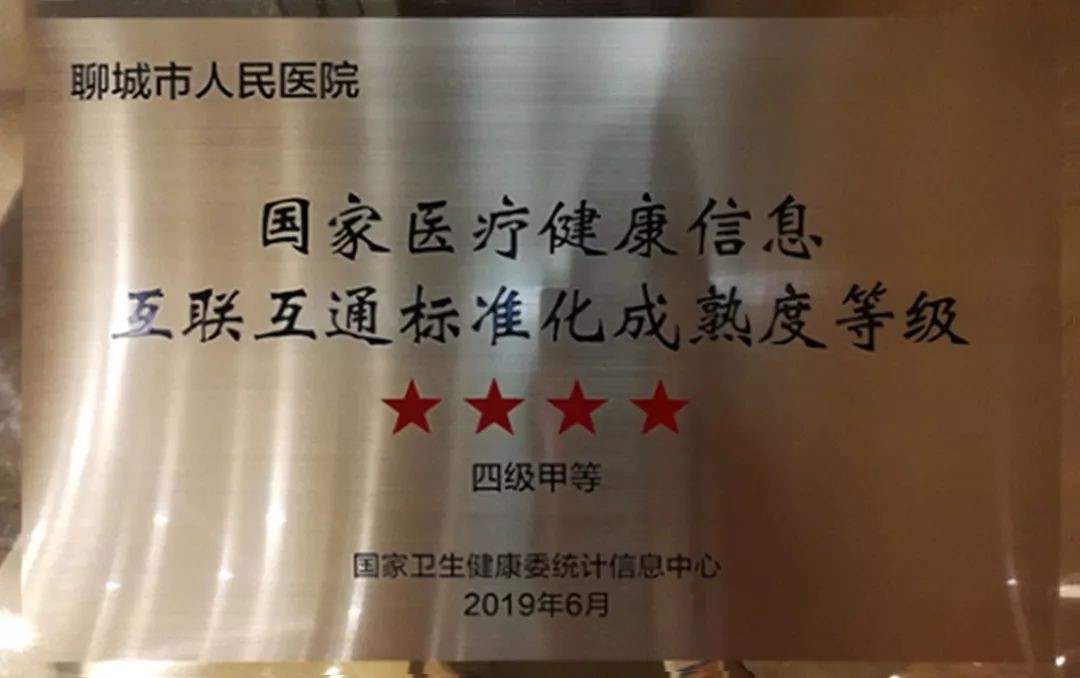 聊城市人民医院
国家医疗健康信息
互联互通标准化成熟度等级
四级甲等
国家卫生健康委统计信息中心
2019年6月